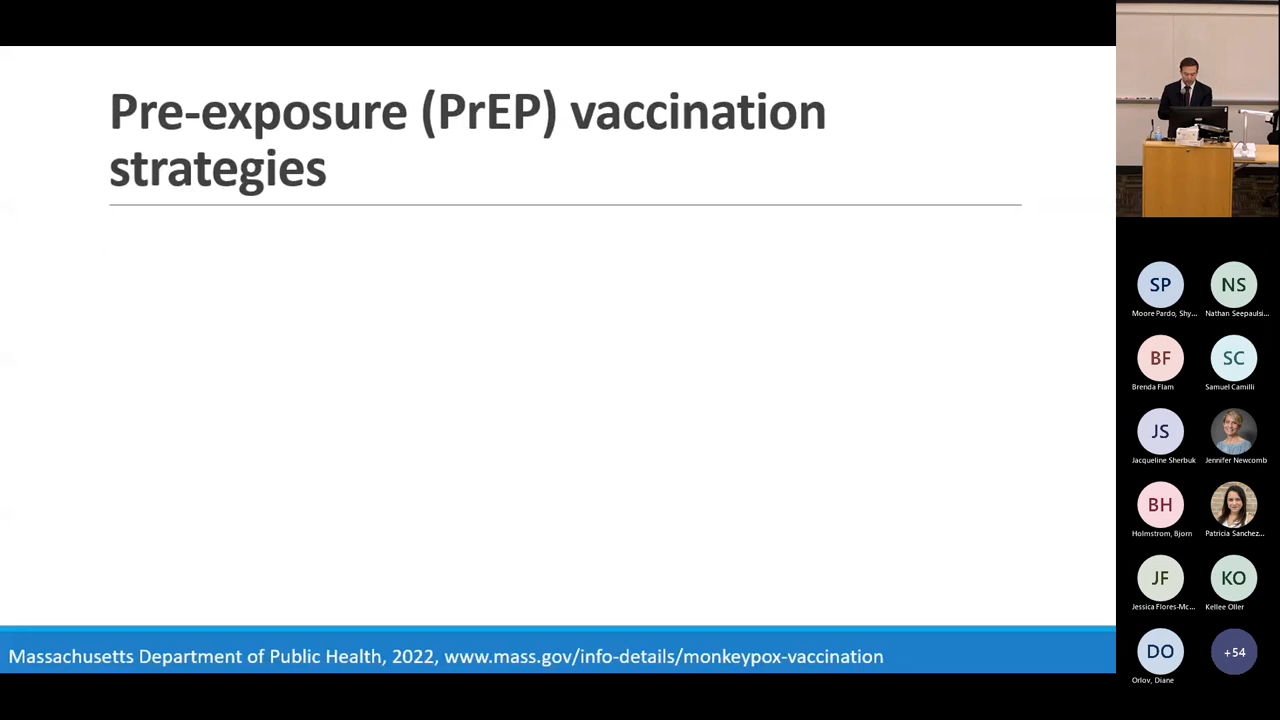 Pre-exposure (PrEP) vaccination
strategies
Massachusetts Department of Public Health, 2022, www.mass.gov/info-details/monkeypox-vaccination
SP
NS
Moore Pardo, Shy...
Nathan Seepaulsi...
BF
SC
Brenda Flam
Samuel Camilli
JS
Jacqueline Sherbuk
Jennifer Newcomb
BH
Holmstrom, Bjorn
Patricia Sanchez...
JF
KO
Jessica Flores-Mc...
Kellee Oller
DO
+54
Orlov, Diane